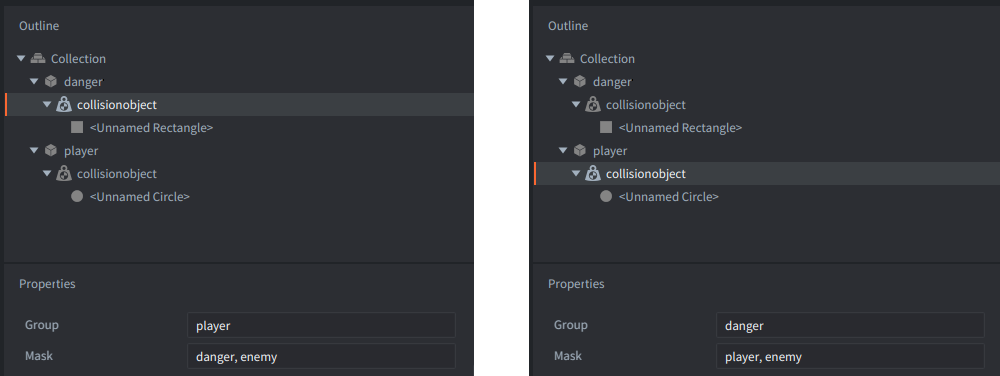 Outline
Collection
danger
collisionobject
<Unnamed Rectangle>
player
collisionobject
<Unnamed Circle>
Properties
Group player
Mask danger, enemy
Outline
Collection
danger
collisionobject
<Unnamed Rectangle>
player
collisionobject
<Unnamed Circle>
Properties
Group danger
Mask player, enemy